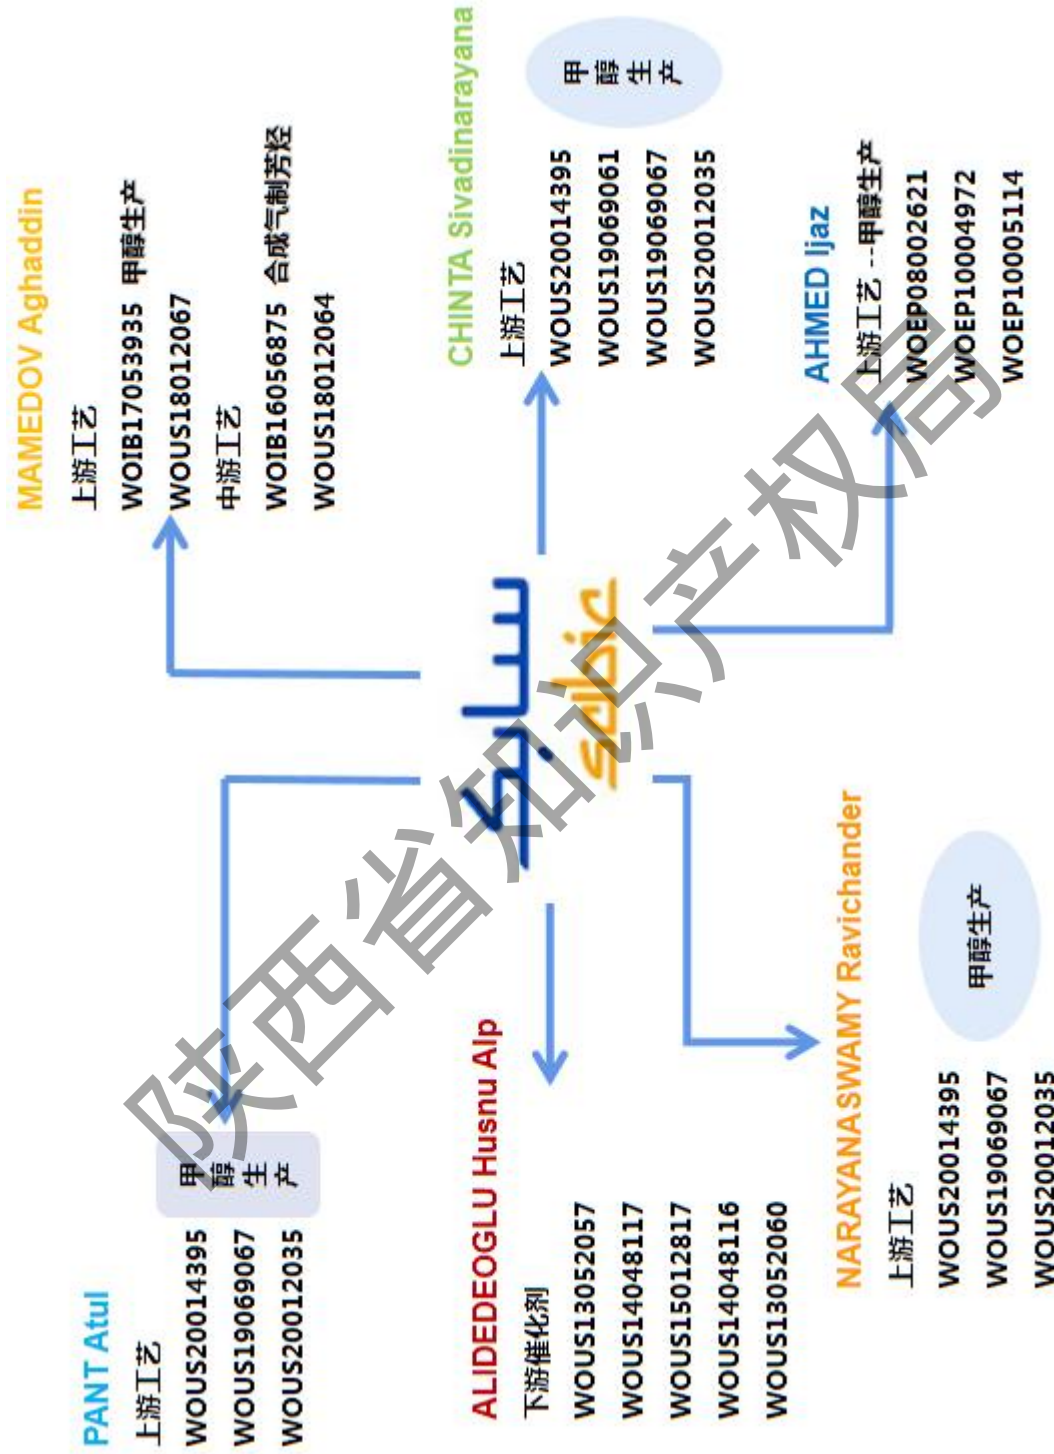 PANT Atul
上游工艺
WOUS20014395
WOUS19069067
WOUS20012035
甲醇生产
MAMEDOV Aghaddin
上游工艺
WOIB17053935 甲醇生产
WOUS18012067
中游工艺
WOIB16056875 合成气制芳烃
WOUS18012064
ALIDEDEOGLU Husnu Alp
下游催化剂
WOUS13052057
WOUS14048117
WOUS15012817
WOUS14048116
WOUS13052060
سابك
sabic
CHINTA Sivadinarayana
上游工艺
WOUS20014395
WOUS19069061
WOUS19069067
WOUS20012035
甲醇生产
NARAYANASWAMY Ravichander
上游工艺
WOUS20014395
WOUS19069067
WOUS20012035
甲醇生产
AHMED Ijaz
上游工艺 --甲醇生产
WOEP08002621
WOEP10004972
WOEP10005114
陕西省知识产权局